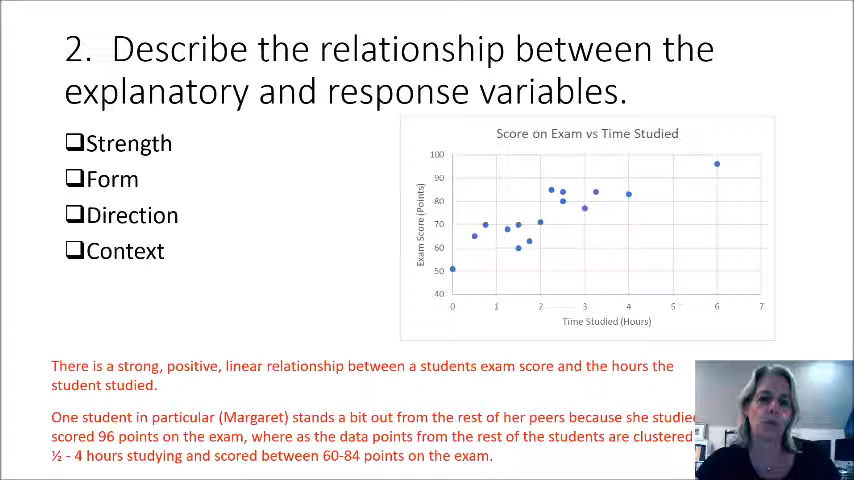 2. Describe the relationship between the
explanatory and response variables.
Strength
Form
Direction
Context
Score on Exam vs Time Studied
Exam Score (Points)
100
90
80
70
60
50
40
0 1 2 3 4 5 6 7
Time Studied (Hours)
There is a strong, positive, linear relationship between a students exam score and the hours the
student studied.
One student in particular (Margaret) stands a bit out from the rest of her peers because she studie
scored 96 points on the exam, where as the data points from the rest of the students are clustered
½ - 4 hours studying and scored between 60-84 points on the exam.